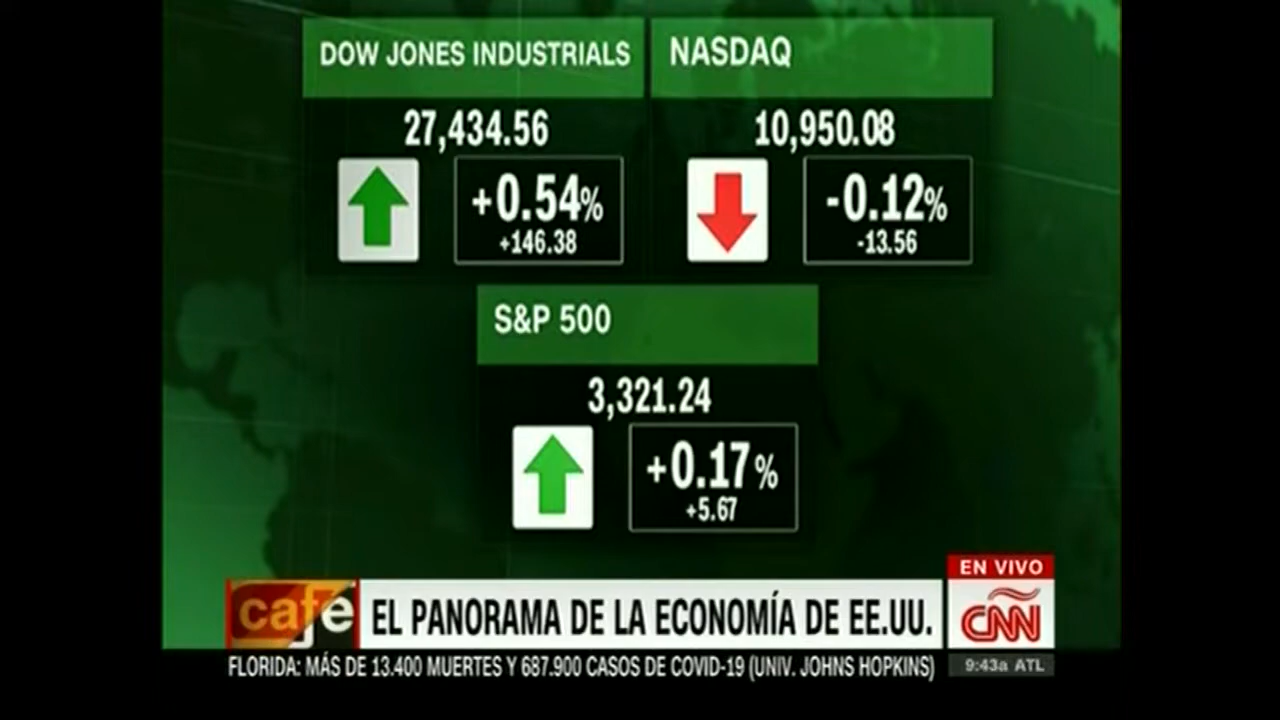 DOW JONES INDUSTRIALS
27,434.56
+0.54%
+146.38
NASDAQ
10,950.08
-0.12%
-13.56
S&P 500
3,321.24
+0.17%
+5.67
EN VIVO
café
EL PANORAMA DE LA ECONOMÍA DE EE.UU.
CNN
FLORIDA: MÁS DE 13.400 MUERTES Y 687.900 CASOS DE COVID-19 (UNIV. JOHNS HOPKINS)
9:43a ATL